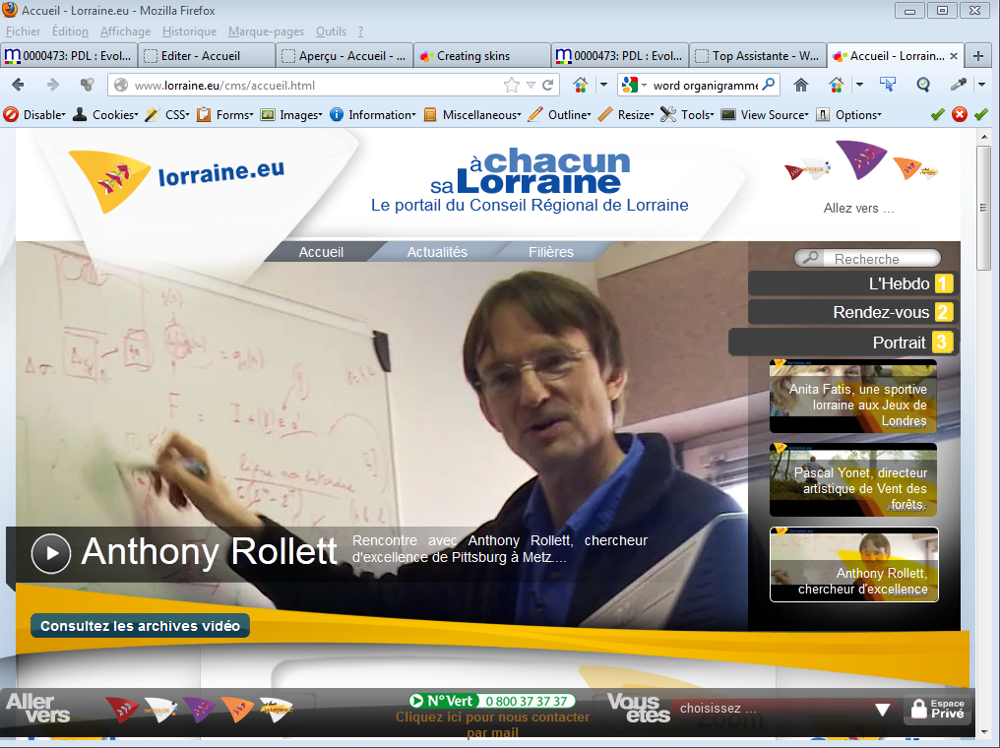 Accueil - Lorraine.eu - Mozilla Firefox
Fichier Édition Affichage Historique Marque-pages Outils ?
0000473: PDL : Evol... Editer - Accueil Aperçu - Accueil - ... Creating skins 0000473: PDL : Evol... Top Assistante - W... Accueil - Lorrain...
www.lorraine.eu/cms/accueil.html word organigramme
Disable Cookies CSS Forms Images Information Miscellaneous Outline Resize Tools View Source Options
lorraine.eu
à chacun
sa Lorraine
Le portail du Conseil Régional de Lorraine
Allez vers ...
Accueil Actualités Filières
Recherche
L'Hebdo 1
Rendez-vous 2
Portrait 3
Anita Fatis, une sportive
lorraine aux Jeux de
Londres
Pascal Yonet, directeur
artistique de Vent des
forêts.
Anthony Rollett,
chercheur d'excellence
Anthony Rollett
Rencontre avec Anthony Rollett, chercheur
d'excellence de Pittsburg à Metz....
Consultez les archives vidéo
Aller
vers
N° Vert 0 800 37 37 37
Cliquez ici pour nous contacter
par mail
Vous
êtes
choisissez ...
Zoom
Espace
Privé